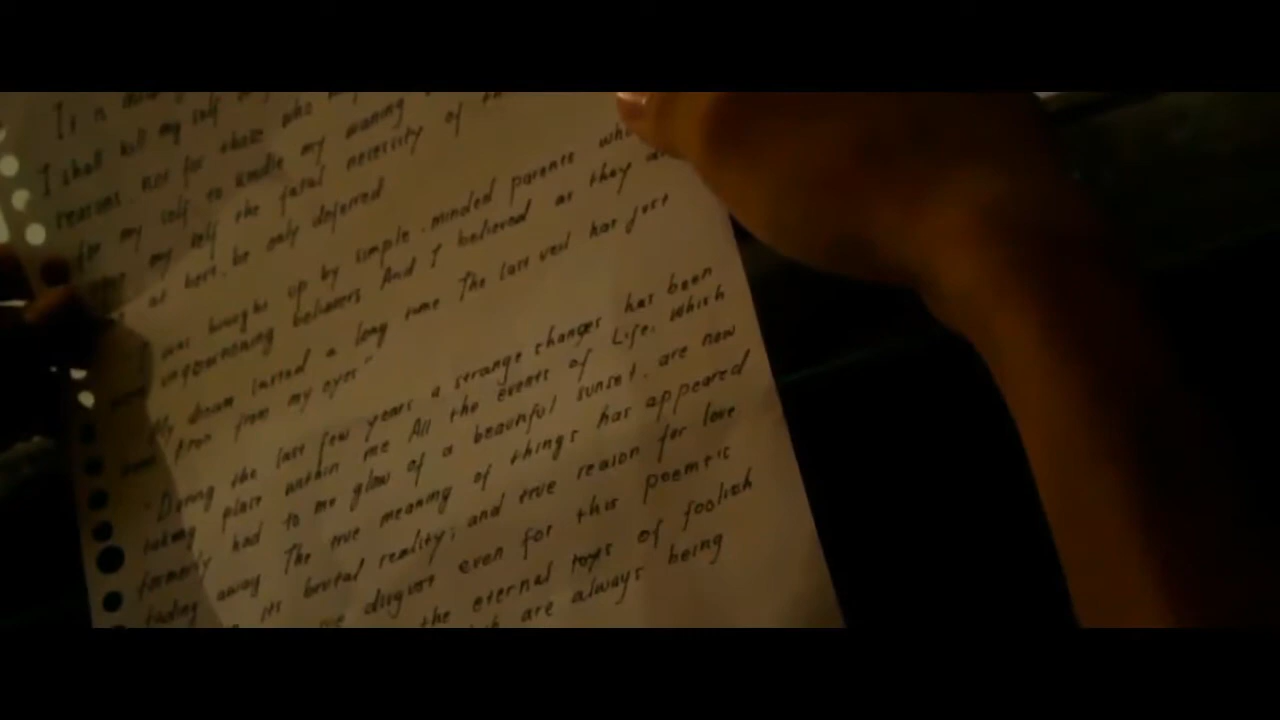 I shall kill my self
reasons, not for those who
for my self to kindle my waning
my self the fatal necessity of
at best, be only deferred
was bought up by simple-minded parents who
unquestioning believers And I believed as they
My dream lasted a long time The last veil has just
from my eyes"
"During the last few years a strange changes has been
taking place within me All the events of Life, which
formerly had to me glow of a beautiful sunset, are now
fading away The true meaning of things has appeared
its brutal reality; and true reason for love
disgust even for this poemtic
the eternal toys of foolish
are always being